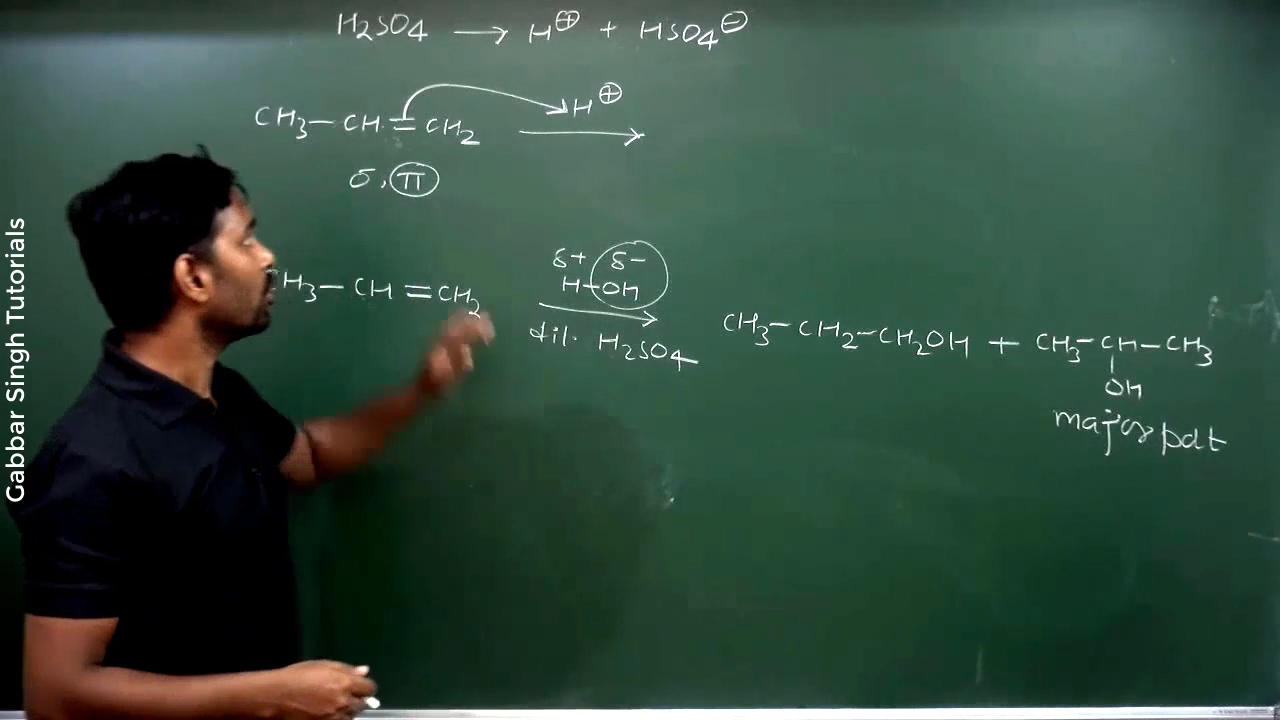 H₂SO₄ → H⊕ + HSO₄⊖
CH₃—CH=CH₂ → H⊕
σ, π
δ+ δ−
H—OH
CH₃—CH=CH₂ →
dil. H₂SO₄
CH₃—CH₂—CH₂OH + CH₃—CH—CH₃
OH
major pdt
Gabbar Singh Tutorials